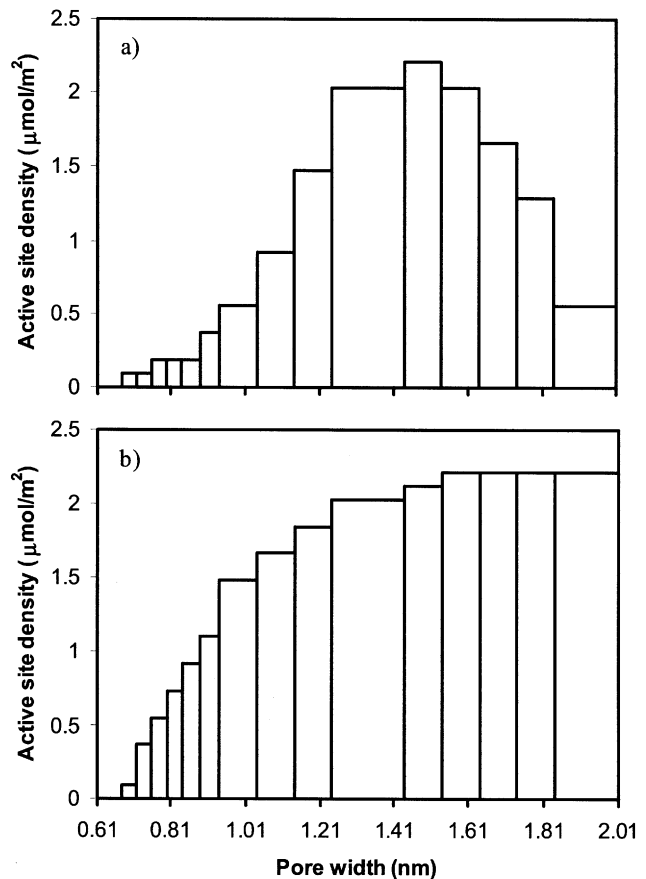 a)
2.5
2
1.5
1
0.5
0
Active site density (μmol/m²)
b)
2.5
2
1.5
1
0.5
0
Active site density (μmol/m²)
0.61 0.81 1.01 1.21 1.41 1.61 1.81 2.01
Pore width (nm)